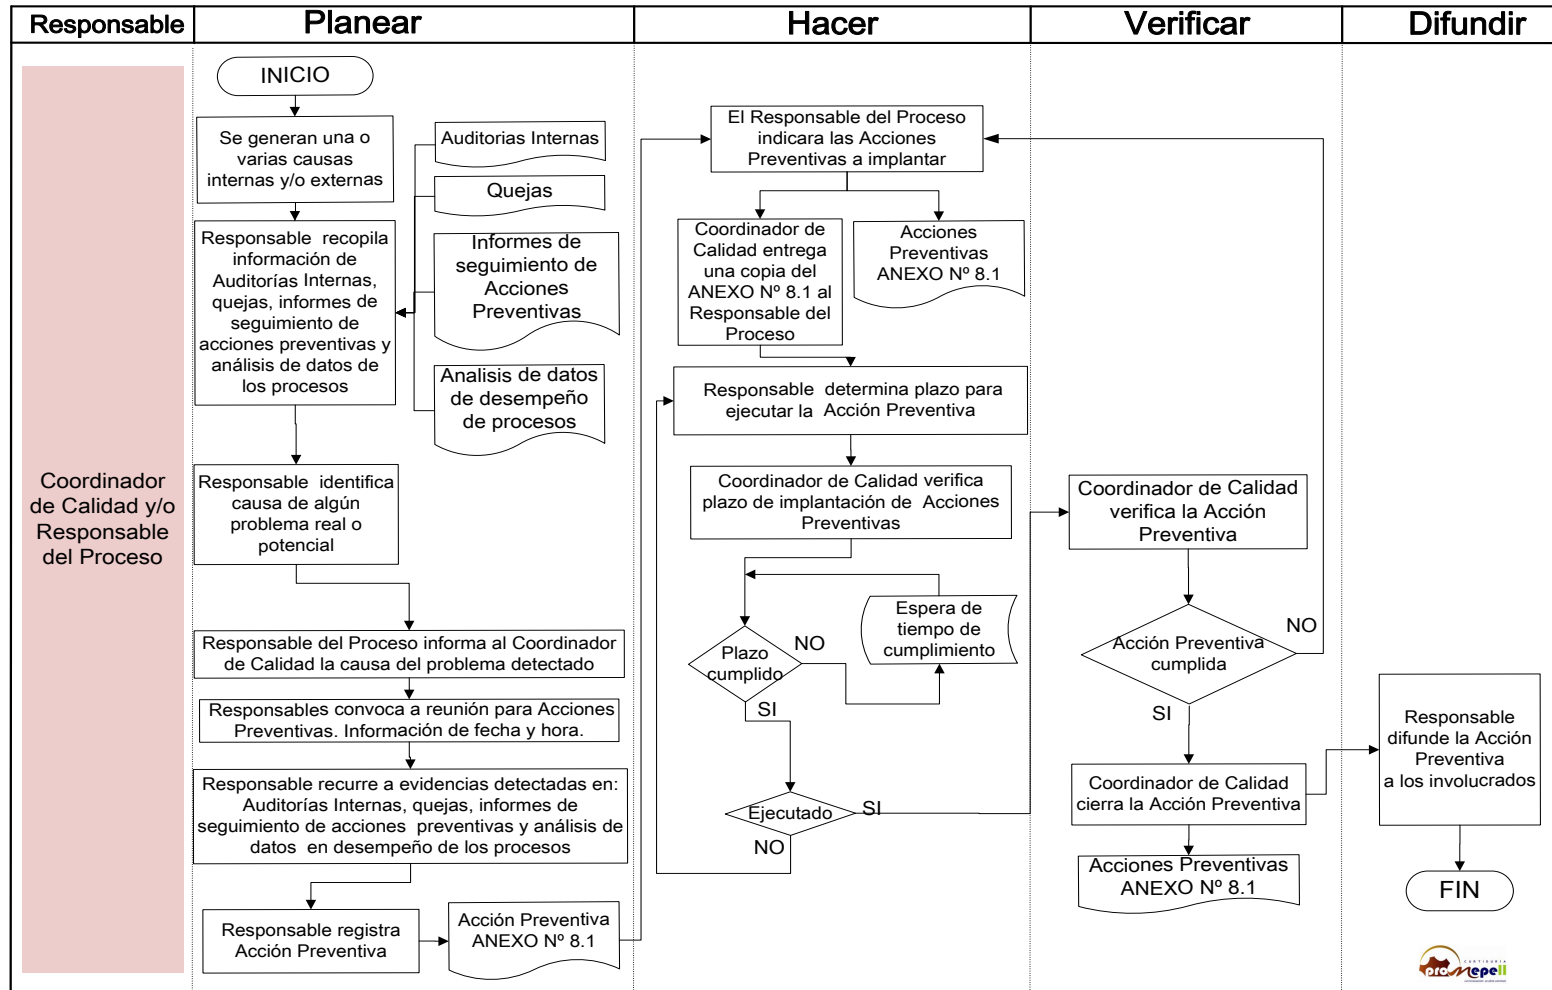 Responsable
Planear
Hacer
Verificar
Difundir
Coordinador
de Calidad y/o
Responsable
del Proceso
INICIO
Se generan una o
varias causas
internas y/o externas
Responsable recopila
información de
Auditorías Internas,
quejas, informes de
seguimiento de
acciones preventivas y
análisis de datos de
los procesos
Auditorias Internas
Quejas
Informes de
seguimiento de
Acciones
Preventivas
Analisis de datos
de desempeño
de procesos
Responsable identifica
causa de algún
problema real o
potencial
Responsable del Proceso informa al Coordinador
de Calidad la causa del problema detectado
Responsables convoca a reunión para Acciones
Preventivas. Información de fecha y hora.
Responsable recurre a evidencias detectadas en:
Auditorías Internas, quejas, informes de
seguimiento de acciones preventivas y análisis de
datos en desempeño de los procesos
Responsable registra
Acción Preventiva
Acción Preventiva
ANEXO Nº 8.1
El Responsable del Proceso
indicara las Acciones
Preventivas a implantar
Coordinador de
Calidad entrega
una copia del
ANEXO Nº 8.1 al
Responsable del
Proceso
Acciones
Preventivas
ANEXO Nº 8.1
Responsable determina plazo para
ejecutar la Acción Preventiva
Coordinador de Calidad verifica
plazo de implantación de Acciones
Preventivas
Espera de
tiempo de
cumplimiento
Plazo
cumplido
NO
SI
Ejecutado
SI
NO
Coordinador de Calidad
verifica la Acción
Preventiva
Acción Preventiva
cumplida
NO
SI
Coordinador de Calidad
cierra la Acción Preventiva
Acciones Preventivas
ANEXO Nº 8.1
Responsable
difunde la Acción
Preventiva
a los involucrados
FIN